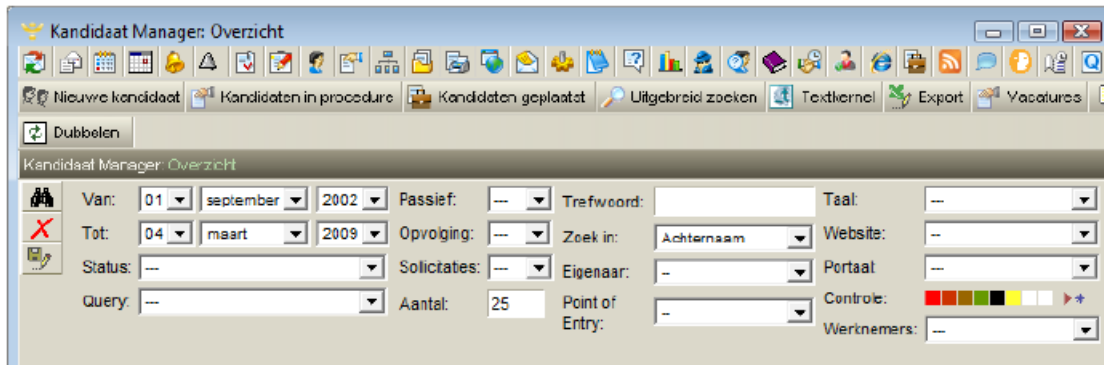 Kandidaat Manager: Overzicht
Nieuwe kandidaat Kandidaten in procedure Kandidaten geplaatst Uitgebreid zoeken Textkernel Export Vacatures
Dubbelen
Kandidaat Manager: Overzicht
Van: 01 september 2002 Passief: --- Trefwoord: Taal: ---
Tot: 04 maart 2009 Opvolging: --- Zoek in: Achternaam Website: --
Status: --- Sollicitaties: --- Eigenaar: -- Portaal: ---
Query: --- Aantal: 25 Point of Entry: -- Controle: *
Werknemers: ---